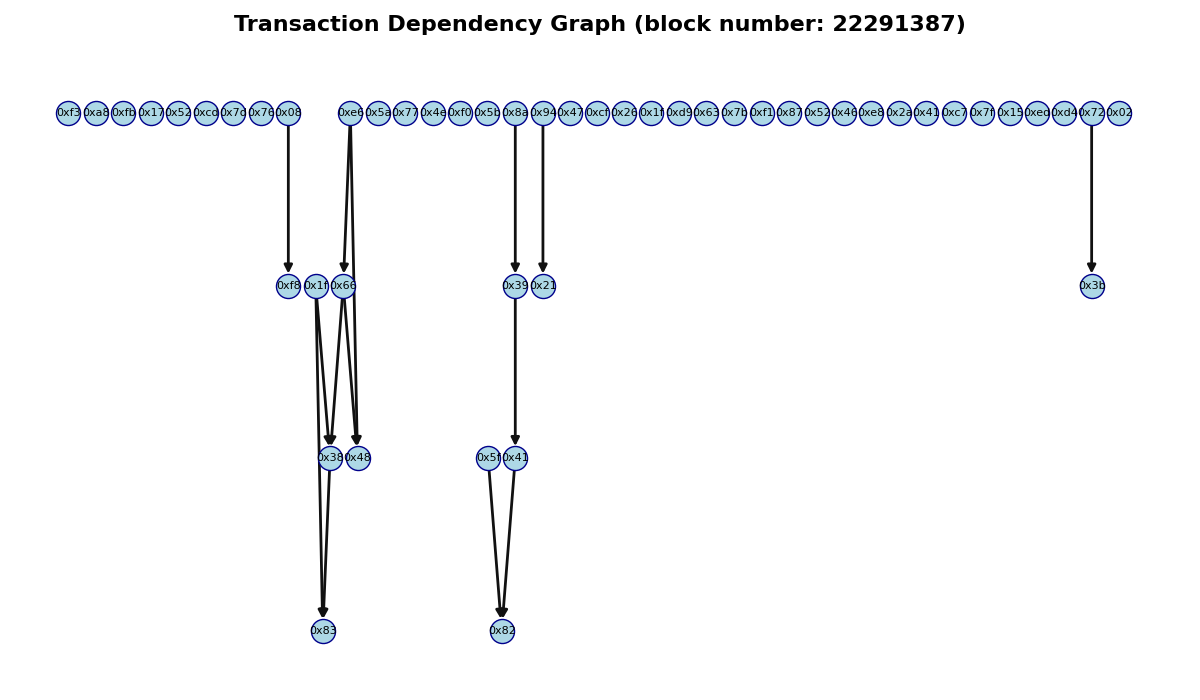 Transaction Dependency Graph (block number: 22291387)
0xf3 0xa8 0xfb 0x17 0x52 0x7d 0x76 0x08 0xe6 0x5a 0x77 0x4e 0xf0 0x5b 0x8a 0x94 0x47 0xcf 0x26 0x1f 0xd9 0x63 0x7b 0xf1 0x87 0x52 0x46 0xe8 0x2a 0x41 0xc7 0x7f 0x15 0xed 0xd4 0x72 0x02
0xf8 0x1f 0x66 0x39 0x21 0x3b
0x38 0x48 0x5f 0x41
0x83 0x82